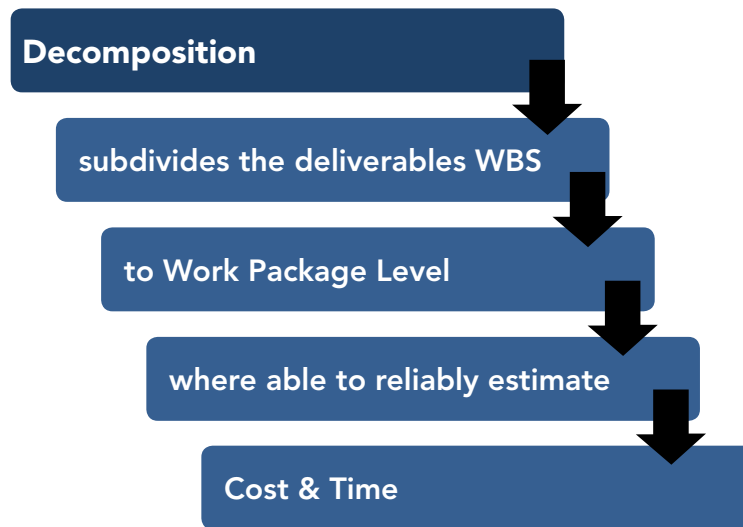 Decomposition
subdivides the deliverables WBS
to Work Package Level
where able to reliably estimate
Cost & Time